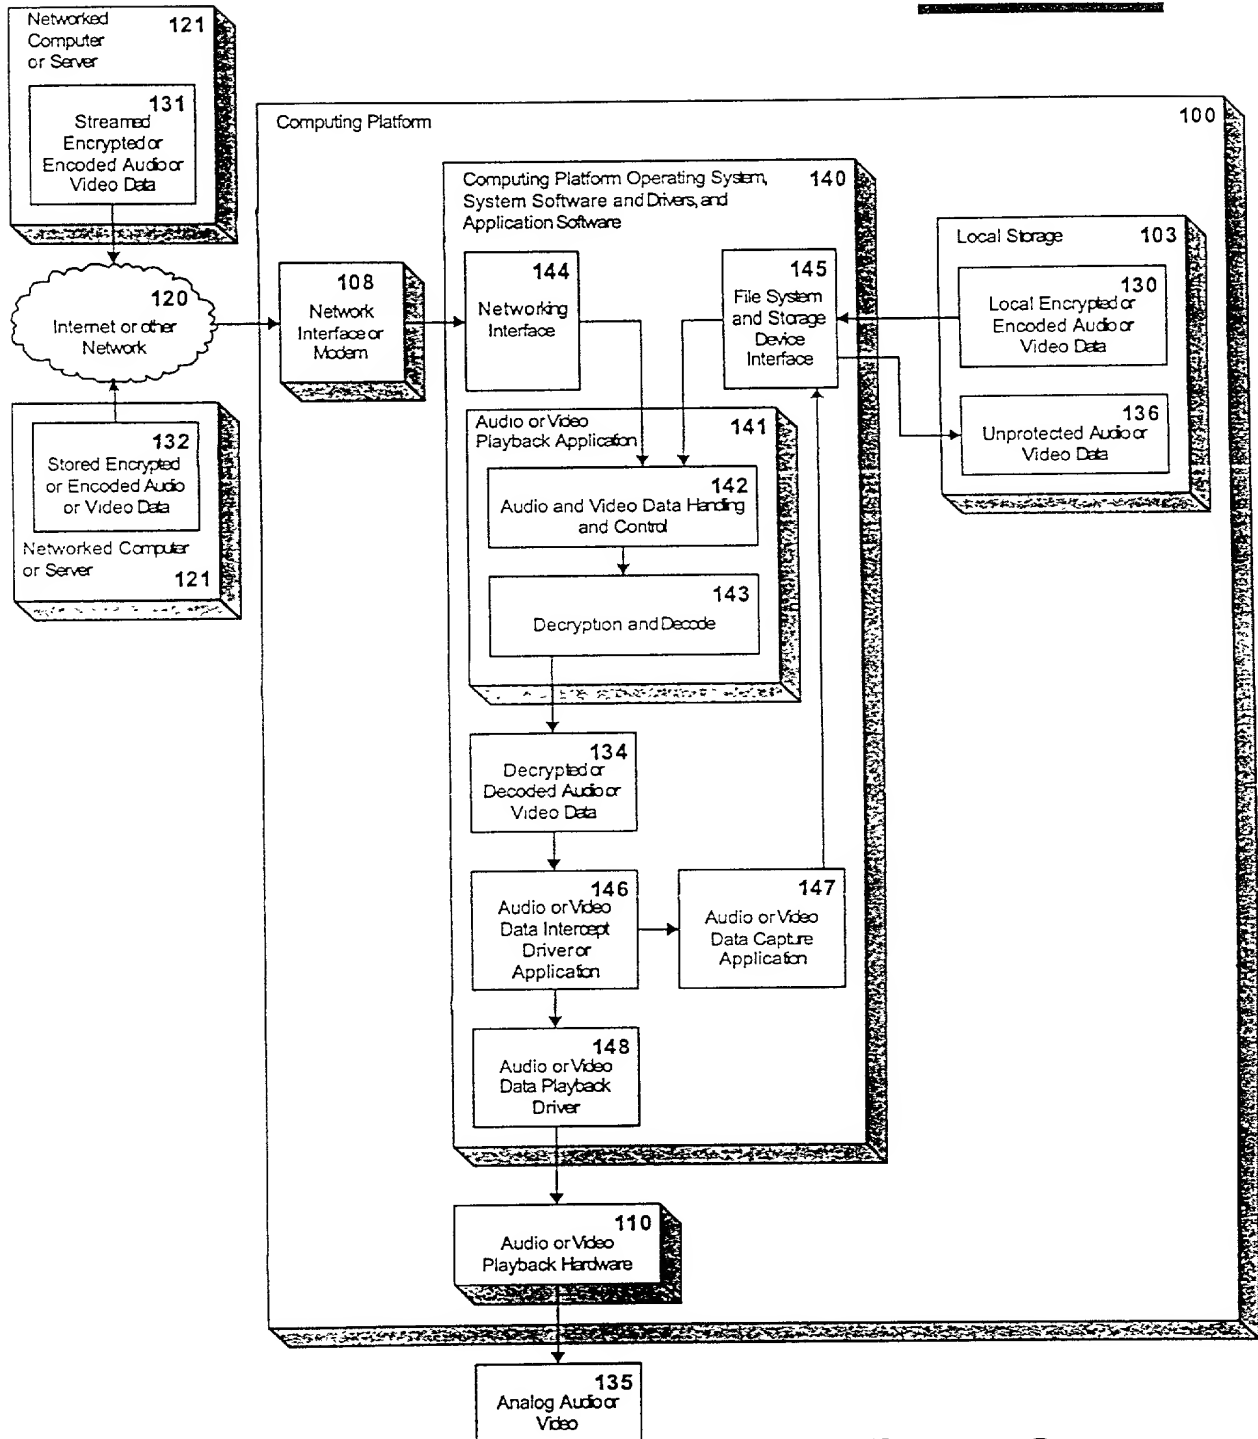 Networked
Computer
or Server
121
131
Streamed
Encrypted or
Encoded Audio or
Video Data
120
Internet or other
Network
132
Stored Encrypted
or Encoded Audio
or Video Data
Networked Computer
or Server
121
Computing Platform
100
108
Network
Interface or
Modem
Computing Platform Operating System,
System Software and Drivers, and
Application Software
140
144
Networking
Interface
145
File System
and Storage
Device
Interface
Local Storage
103
130
Local Encrypted or
Encoded Audio or
Video Data
136
Unprotected Audio or
Video Data
Audio or Video
Playback Application
141
142
Audio and Video Data Handling
and Control
143
Decryption and Decode
134
Decrypted or
Decoded Audio or
Video Data
146
Audio or Video
Data Intercept
Driver or
Application
147
Audio or Video
Data Capture
Application
148
Audio or Video
Data Playback
Driver
110
Audio or Video
Playback Hardware
135
Analog Audio or
Video